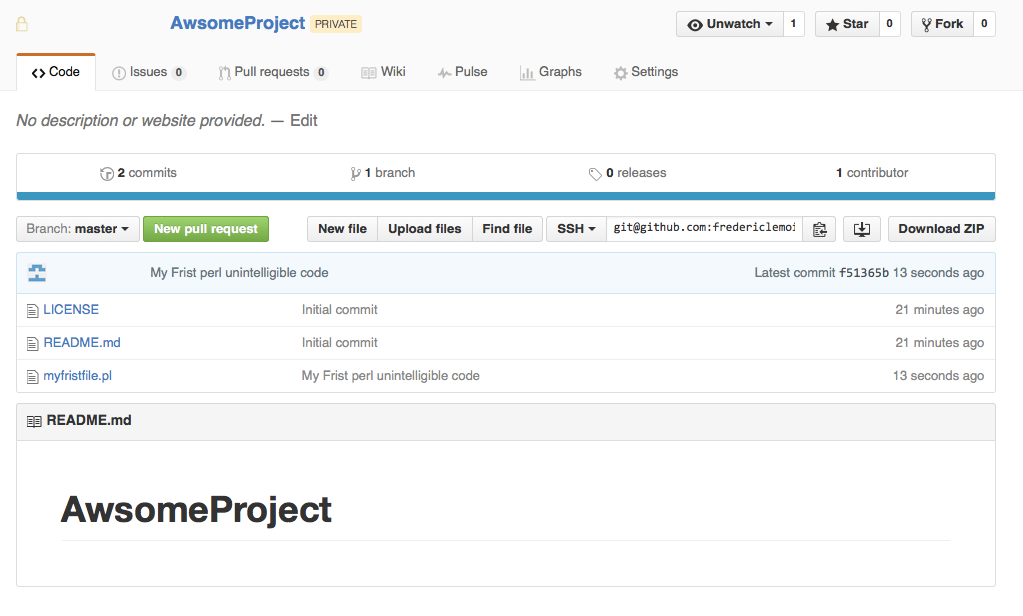 AwsomeProject PRIVATE Unwatch 1 Star 0 Fork 0
Code Issues 0 Pull requests 0 Wiki Pulse Graphs Settings
No description or website provided. — Edit
2 commits 1 branch 0 releases 1 contributor
Branch: master New pull request New file Upload files Find file SSH git@github.com:fredericlemoi Download ZIP
My Frist perl unintelligible code Latest commit f51365b 13 seconds ago
LICENSE Initial commit 21 minutes ago
README.md Initial commit 21 minutes ago
myfristfile.pl My Frist perl unintelligible code 13 seconds ago
README.md
AwsomeProject